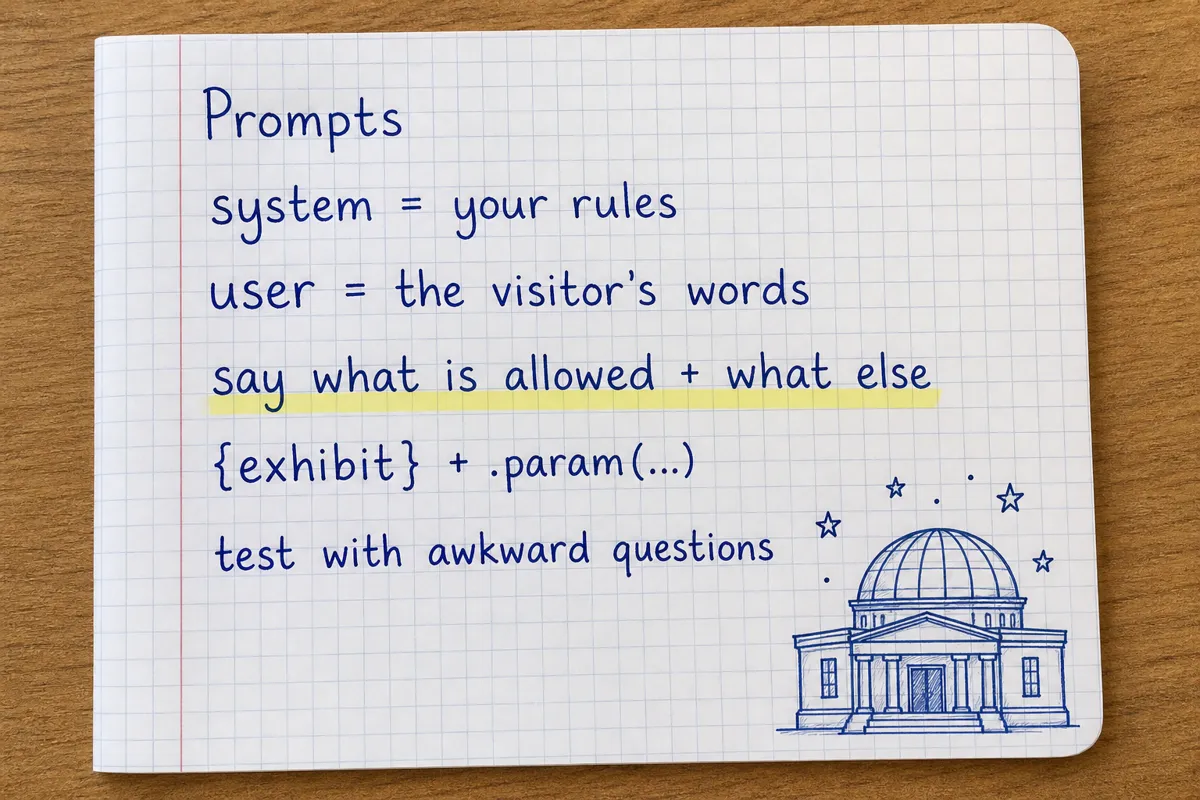 Prompts
system = your rules
user = the visitor's words
say what is allowed + what else
{exhibit} + .param(...)
test with awkward questions